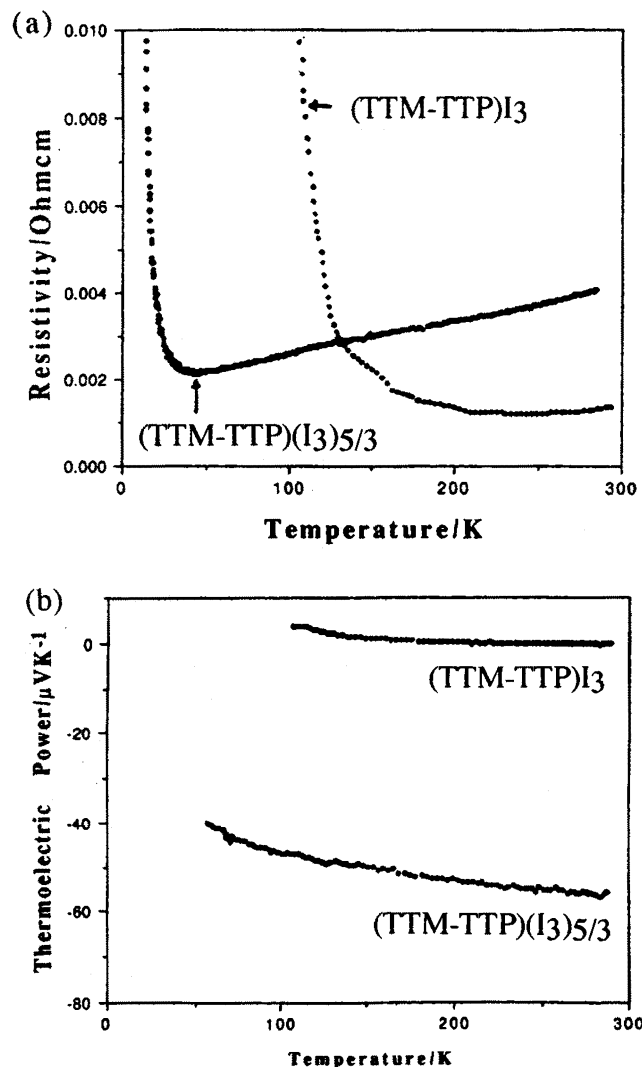 (a)
0.010
0.008
0.006
0.004
0.002
0.000
Resistivity/Ohmcm
(TTM-TTP)I3
(TTM-TTP)(I3)5/3
0
100
200
300
Temperature/K
(b)
0
-20
-40
-60
-80
Thermoelectric Power/μVK-1
(TTM-TTP)I3
(TTM-TTP)(I3)5/3
0
100
200
300
Temperature/K